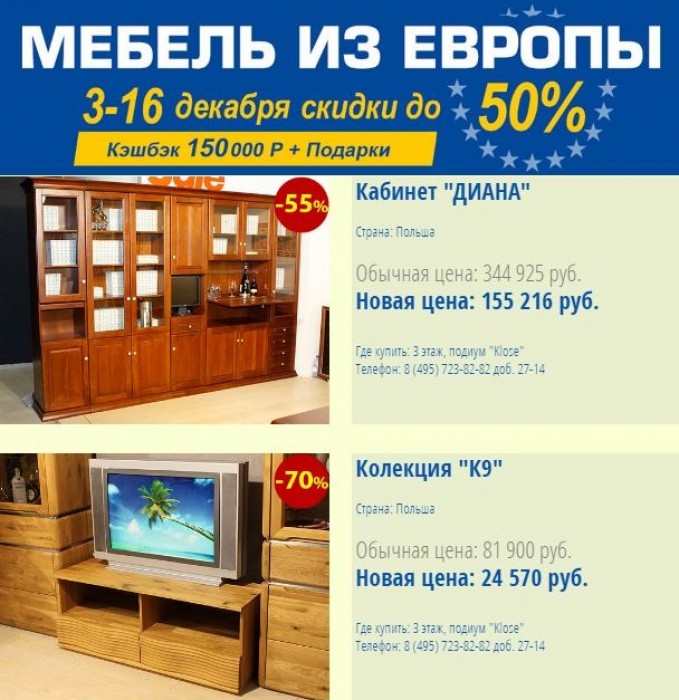 МЕБЕЛЬ ИЗ ЕВРОПЫ
3-16 декабря скидки до 50%
Кэшбэк 150000 Р + Подарки
sale
-55%
Кабинет "ДИАНА"
Страна: Польша
Обычная цена: 344 925 руб.
Новая цена: 155 216 руб.
Где купить: 3 этаж, подиум "Klose"
Телефон: 8 (495) 723-82-82 доб. 27-14
-70%
Колекция "К9"
Страна: Польша
Обычная цена: 81 900 руб.
Новая цена: 24 570 руб.
Где купить: 3 этаж, подиум "Klose"
Телефон: 8 (495) 723-82-82 доб. 27-14